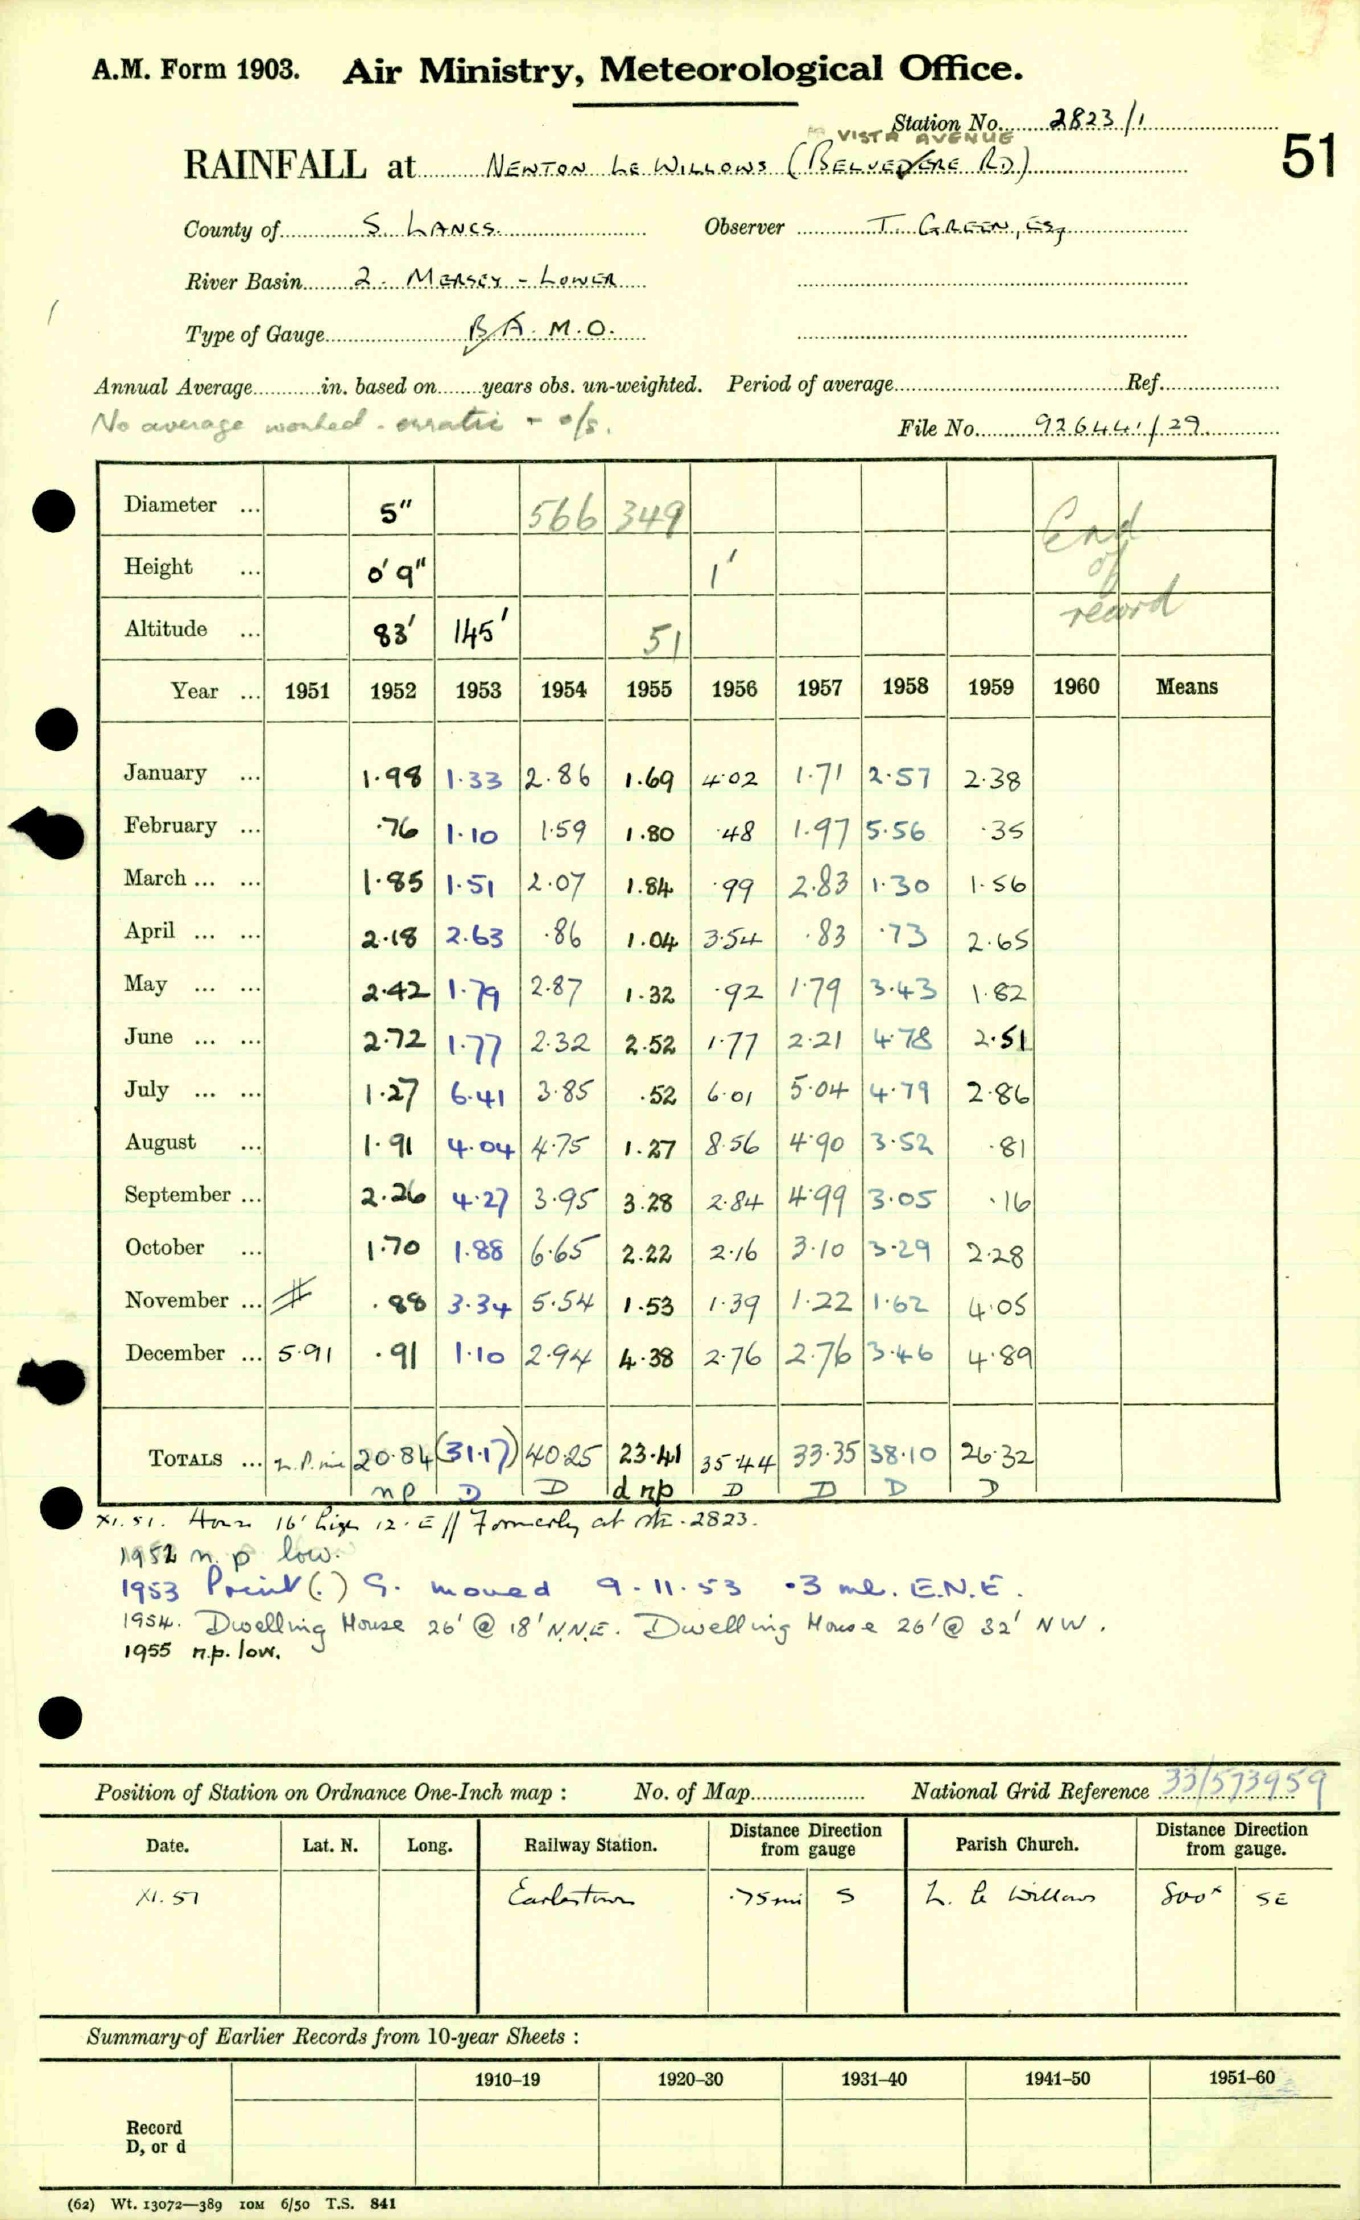 A.M. Form 1903. Air Ministry, Meteorological Office.
Station No. 2823/1
VISTA AVENUE
51
RAINFALL at NEWTON LE WILLOWS (BELVEDERE RD)
County of S. LANCS. Observer T. GREEN, ESQ
River Basin 2. MERSEY - LOWER
Type of Gauge B A. M.O.
Annual Average in. based on years obs. un-weighted. Period of average Ref.
No average worked - erratic - o/s. File No. 926441/29
Diameter ... 5" 566 349 End
Height ... 0' 9" 1' of
Altitude ... 83' 145' 51 record
Year ... 1951 1952 1953 1954 1955 1956 1957 1958 1959 1960 Means
January ... 1.98 1.33 2.86 1.69 4.02 1.71 2.57 2.38
February ... .76 1.10 1.59 1.80 .48 1.97 5.56 .35
March ... ... 1.85 1.51 2.07 1.84 .99 2.83 1.30 1.56
April ... ... 2.18 2.63 .86 1.04 3.54 .83 .73 2.65
May ... ... 2.42 1.79 2.87 1.32 .92 1.79 3.43 1.82
June ... ... 2.72 1.77 2.32 2.52 1.77 2.21 4.78 2.51
July ... ... 1.27 6.41 3.85 .52 6.01 5.04 4.79 2.86
August ... 1.91 4.04 4.75 1.27 8.56 4.90 3.52 .81
September ... 2.26 4.27 3.95 3.28 2.84 4.99 3.05 .16
October ... 1.70 1.88 6.65 2.22 2.16 3.10 3.29 2.28
November ... # .88 3.34 5.54 1.53 1.39 1.22 1.62 4.05
December ... 5.91 .91 1.10 2.94 4.38 2.76 2.76 3.46 4.89
TOTALS ... 20.84 (31.17) 40.25 23.41 35.44 33.35 38.10 26.32
n p D D d n p D D D D
XI. 51. House 16' high 12' E // Formerly at stn. 2823.
1952 n. p low.
1953 Print (.) G. moved 9.11.53 .3 ml. E.N.E.
1954. Dwelling House 26' @ 18' N.N.E. Dwelling House 26' @ 32' NW.
1955 n.p. low.
Position of Station on Ordnance One-Inch map : No. of Map National Grid Reference 33/573959
Date. Lat. N. Long. Railway Station. Distance Direction from gauge Parish Church. Distance Direction from gauge.
XI. 51 Earlestown .75mi S N. le Willows 800x SE
Summary of Earlier Records from 10-year Sheets :
1910–19 1920–30 1931–40 1941–50 1951–60
Record
D, or d
(62) Wt. 13072—389 10M 6/50 T.S. 841